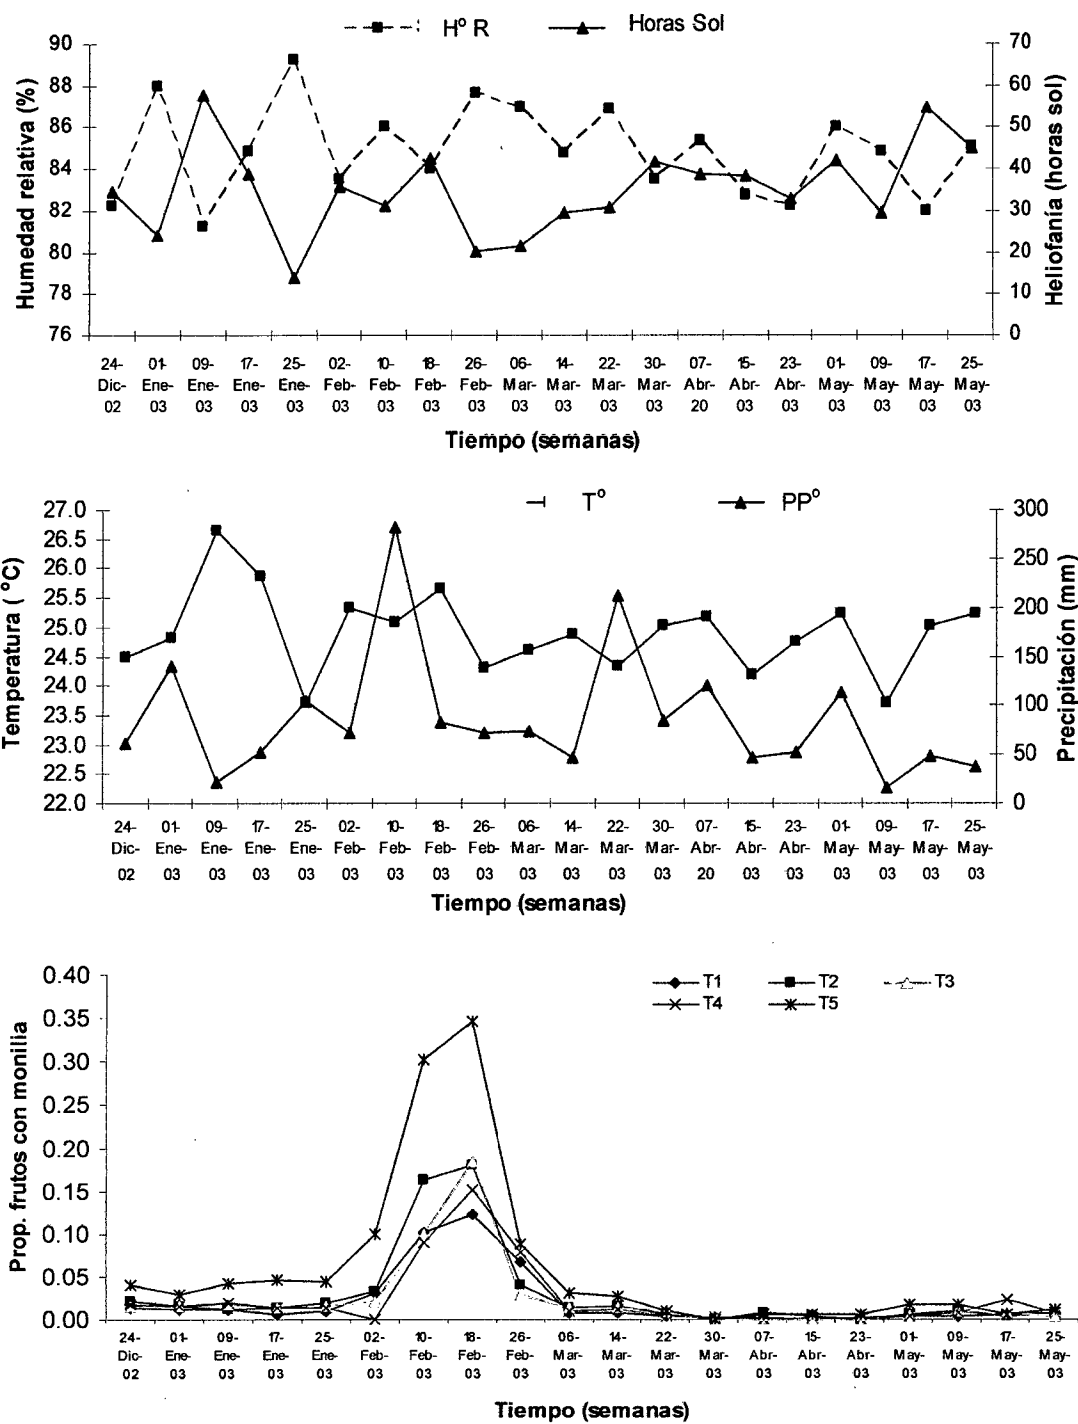 Hº R Horas Sol
Humedad relativa (%)
90
88
86
84
82
80
78
76
Heliofanía (horas sol)
70
60
50
40
30
20
10
0
24- 01- 09- 17- 25- 02- 10- 18- 26- 06- 14- 22- 30- 07- 15- 23- 01- 09- 17- 25-
Dic- Ene- Ene- Ene- Ene- Feb- Feb- Feb- Feb- Mar- Mar- Mar- Mar- Abr- Abr- Abr- May- May- May- May-
02 03 03 03 03 03 03 03 03 03 03 03 03 20 03 03 03 03 03 03
Tiempo (semanas)
Tº PPº
Temperatura ( ºC)
27.0
26.5
26.0
25.5
25.0
24.5
24.0
23.5
23.0
22.5
22.0
Precipitación (mm)
300
250
200
150
100
50
0
24- 01- 09- 17- 25- 02- 10- 18- 26- 06- 14- 22- 30- 07- 15- 23- 01- 09- 17- 25-
Dic- Ene- Ene- Ene- Ene- Feb- Feb- Feb- Feb- Mar- Mar- Mar- Mar- Abr- Abr- Abr- May- May- May- May-
02 03 03 03 03 03 03 03 03 03 03 03 03 20 03 03 03 03 03 03
Tiempo (semanas)
T1 T2 T3
T4 T5
Prop. frutos con monilia
0.40
0.35
0.30
0.25
0.20
0.15
0.10
0.05
0.00
24- 01- 09- 17- 25- 02- 10- 18- 26- 06- 14- 22- 30- 07- 15- 23- 01- 09- 17- 25-
Dic- Ene- Ene- Ene- Ene- Feb- Feb- Feb- Feb- Mar- Mar- Mar- Mar- Abr- Abr- Abr- May- May- May- May-
02 03 03 03 03 03 03 03 03 03 03 03 03 03 03 03 03 03 03 03
Tiempo (semanas)